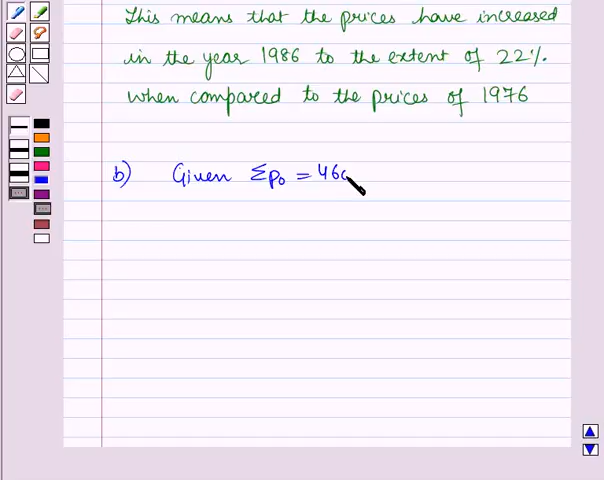 This means that the prices have increased
in the year 1986 to the extent of 22%.
when compared to the prices of 1976
b) Given Σp₀ = 46